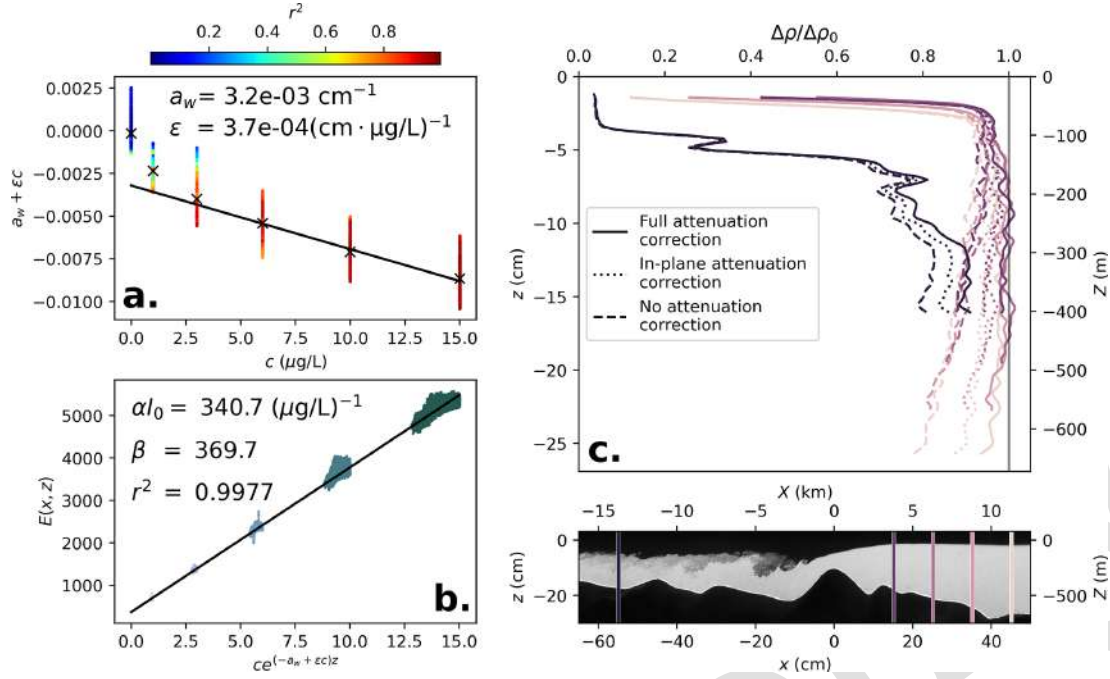 r²
0.2 0.4 0.6 0.8
a_w = 3.2e-03 cm⁻¹
ε = 3.7e-04(cm · μg/L)⁻¹
0.0025
0.0000
−0.0025
−0.0050
−0.0075
−0.0100
a_w + εc
a.
0.0 2.5 5.0 7.5 10.0 12.5 15.0
c (μg/L)
αI₀ = 340.7 (μg/L)⁻¹
β = 369.7
r² = 0.9977
5000
4000
3000
2000
1000
E(x, z)
b.
0.0 2.5 5.0 7.5 10.0 12.5 15.0
ce^{(−a_w + εc)z}
Δρ/Δρ₀
0.0 0.2 0.4 0.6 0.8 1.0
0
−5
−10
−15
−20
−25
z (cm)
Full attenuation
correction
In-plane attenuation
correction
No attenuation
correction
0
−100
−200
−300
−400
−500
−600
Z (m)
c.
X (km)
−15 −10 −5 0 5 10
0
−20
z (cm)
0
−500
Z (m)
−60 −40 −20 0 20 40
x (cm)